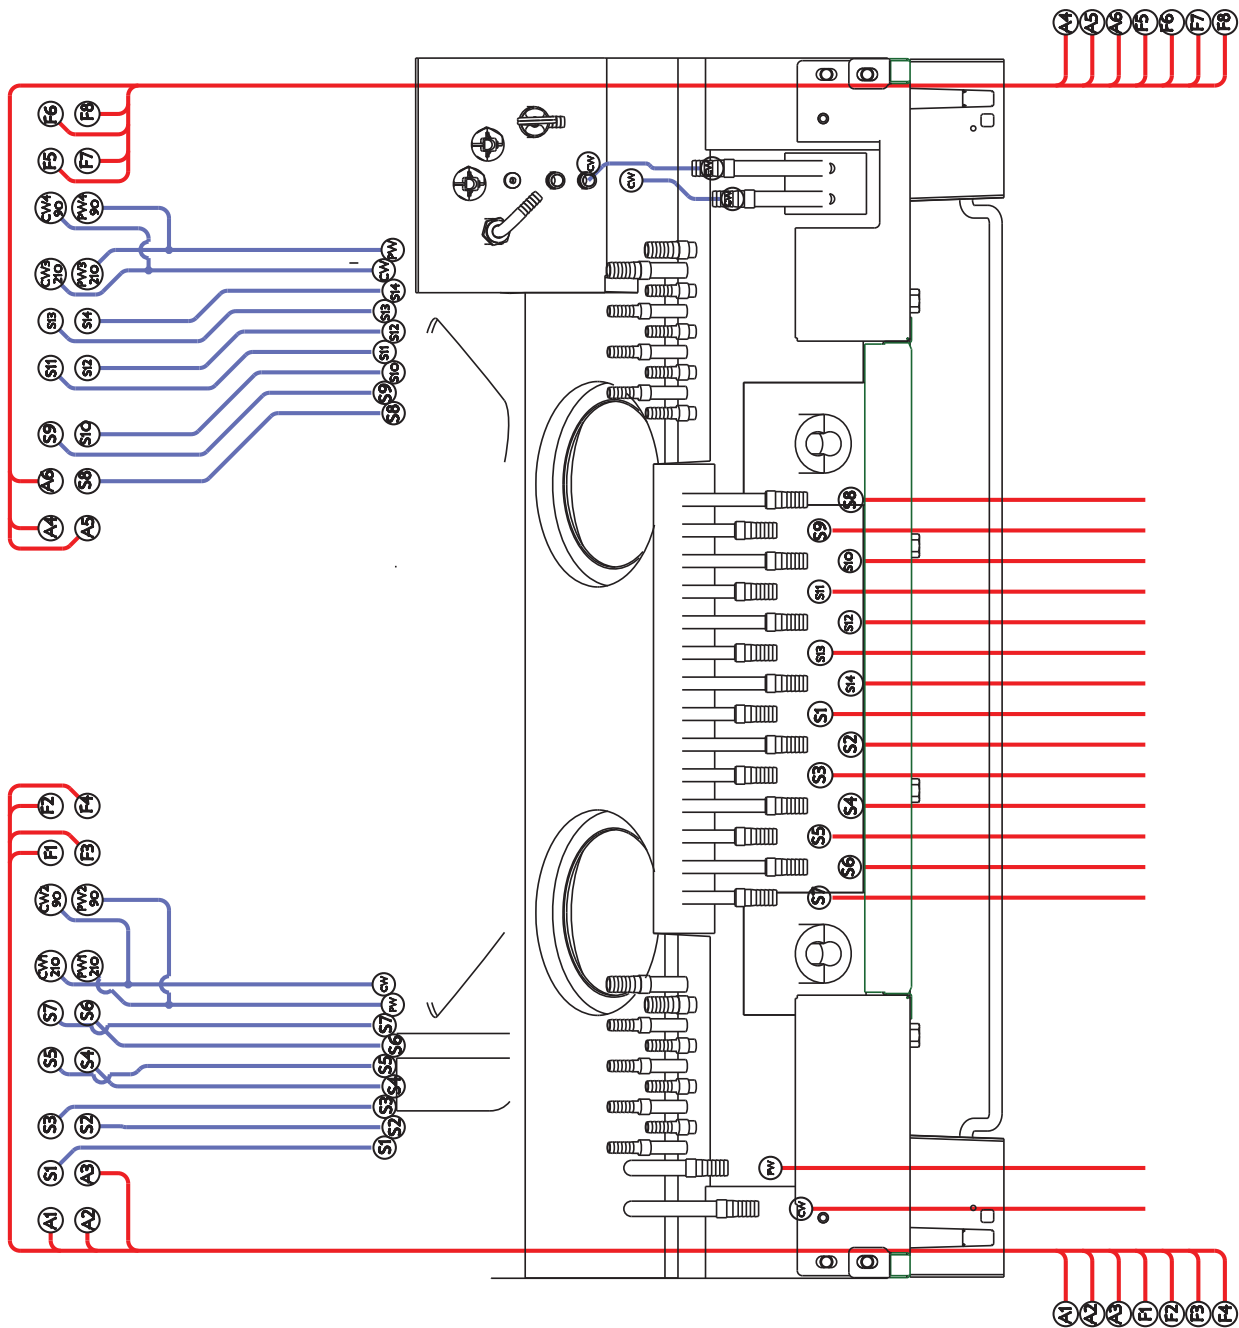 A4 A5 A6 F5 F6 F7 F8
F6 F8
F5 F7
CW4 90 PW4 90
CW3 210 PW3 210
S13 S14
S11 S12
S9 S10
A6 S8
A4 A5
CW
CW
CW
CW
PW
CW
S14
S13
S12
S11
S10
S9
S8
S8
S9
S10
S11
S12
S13
S14
S1
S2
S3
S4
S5
S6
S7
F2 F4
F1 F3
CW2 90 PW2 90
CW1 210 PW1 210
S7 S6
S5 S4
S3 S2
S1 A3
A1 A2
CW
PW
S7
S6
S5
S4
S3
S2
S1
PW
CW
A1 A2 A3 F1 F2 F3 F4